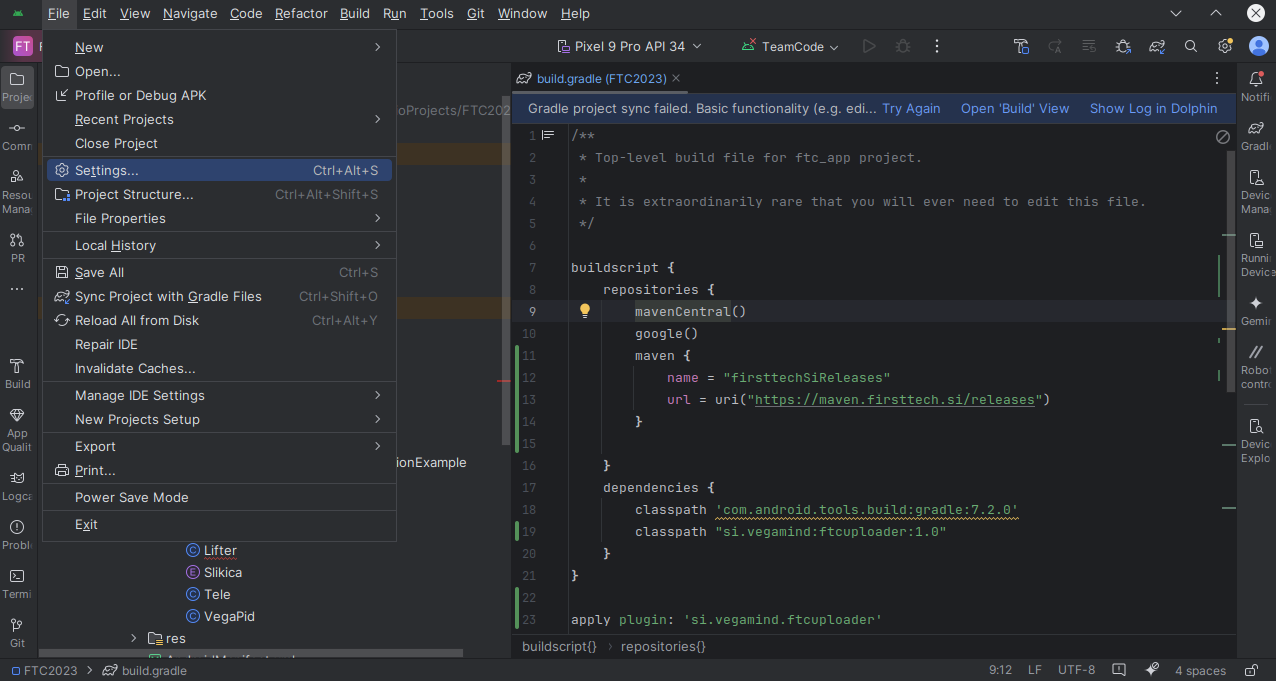 File Edit View Navigate Code Refactor Build Run Tools Git Window Help
FT
Pixel 9 Pro API 34
TeamCode
New
Open...
Profile or Debug APK
Recent Projects
Close Project
Settings... Ctrl+Alt+S
Project Structure... Ctrl+Alt+Shift+S
File Properties
Local History
Save All Ctrl+S
Sync Project with Gradle Files Ctrl+Shift+O
Reload All from Disk Ctrl+Alt+Y
Repair IDE
Invalidate Caches...
Manage IDE Settings
New Projects Setup
Export
Print...
Power Save Mode
Exit
Projec
Comm
Resou
Mana
PR
Build
App
Qualit
Logca
Probl
Termi
Git
oProjects/FTC202
ionExample
Lifter
Slikica
Tele
VegaPid
res
build.gradle (FTC2023)
Gradle project sync failed. Basic functionality (e.g. edi... Try Again Open 'Build' View Show Log in Dolphin
1 /**
2 * Top-level build file for ftc_app project.
3 *
4 * It is extraordinarily rare that you will ever need to edit this file.
5 */
6
7 buildscript {
8 repositories {
9 mavenCentral()
10 google()
11 maven {
12 name = "firsttechSiReleases"
13 url = uri("https://maven.firsttech.si/releases")
14 }
15
16 }
17 dependencies {
18 classpath 'com.android.tools.build:gradle:7.2.0'
19 classpath "si.vegamind:ftcuploader:1.0"
20 }
21 }
22
23 apply plugin: 'si.vegamind.ftcuploader'
buildscript{} repositories{}
Notifi
Gradl
Devic
Mana
Runni
Devic
Gemi
Robo
contr
Devic
Explo
FTC2023 build.gradle
9:12 LF UTF-8 4 spaces